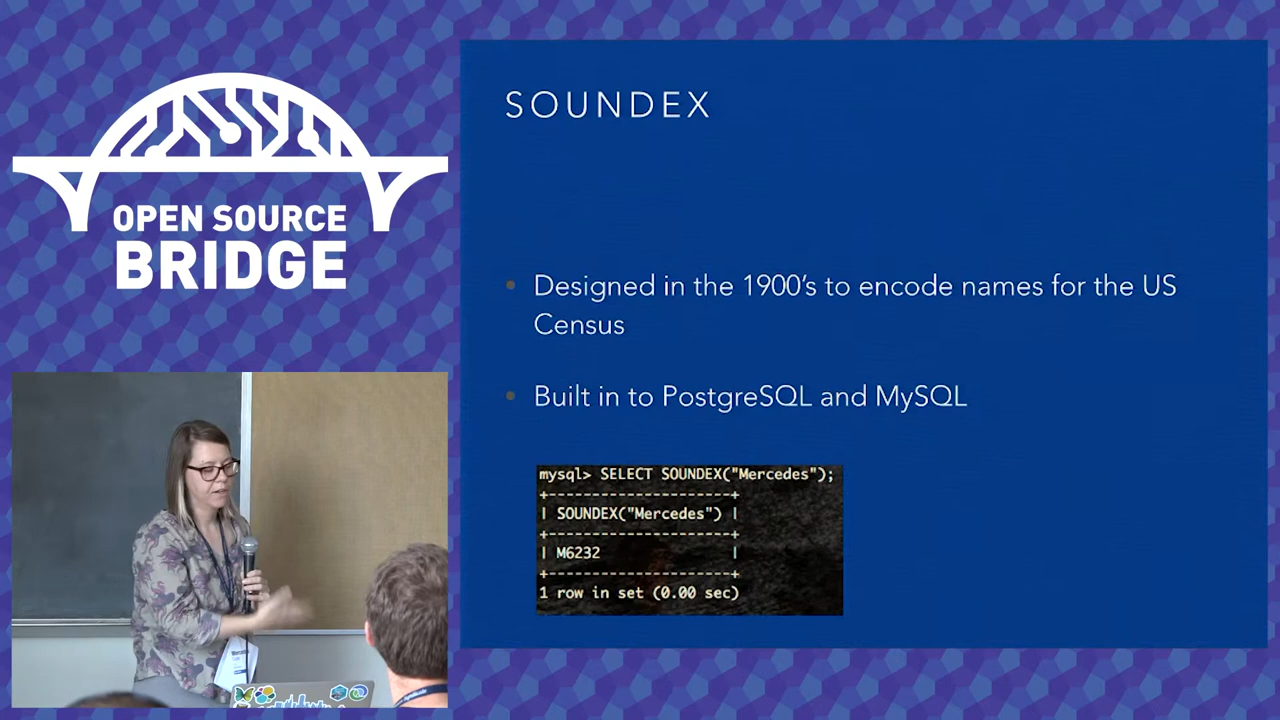 OPEN SOURCE
BRIDGE
SOUNDEX
• Designed in the 1900's to encode names for the US
Census
• Built in to PostgreSQL and MySQL
mysql> SELECT SOUNDEX("Mercedes");
+----------------------+
| SOUNDEX("Mercedes") |
+----------------------+
| M6232 |
+----------------------+
1 row in set (0.00 sec)